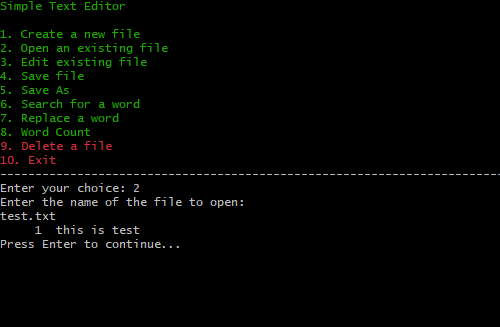 Simple Text Editor
1. Create a new file
2. Open an existing file
3. Edit existing file
4. Save file
5. Save As
6. Search for a word
7. Replace a word
8. Word Count
9. Delete a file
10. Exit
--------------------------------------------------------------------------------
Enter your choice: 2
Enter the name of the file to open:
test.txt
     1  this is test
Press Enter to continue...